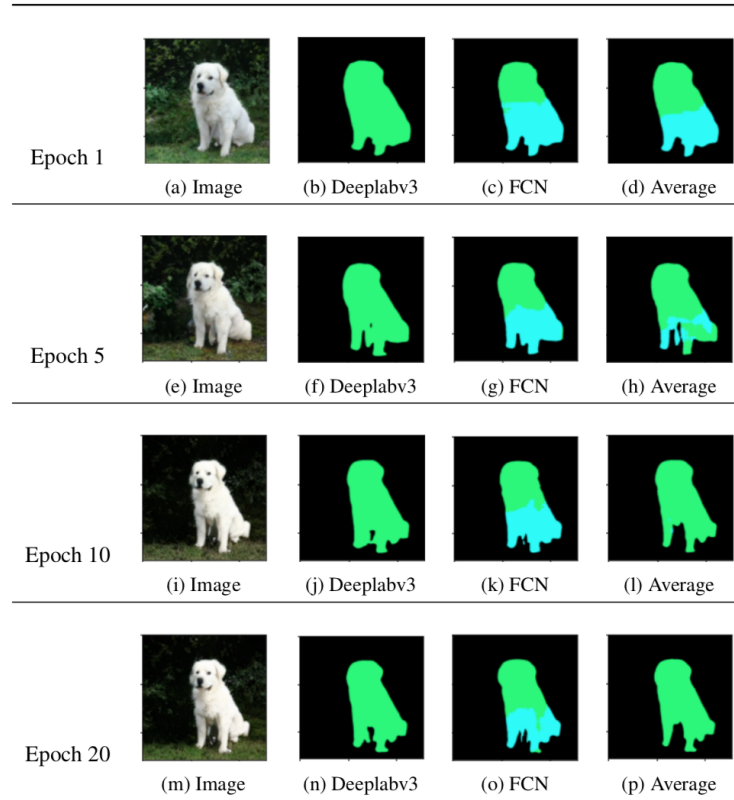 Epoch 1
(a) Image (b) Deeplabv3 (c) FCN (d) Average
Epoch 5
(e) Image (f) Deeplabv3 (g) FCN (h) Average
Epoch 10
(i) Image (j) Deeplabv3 (k) FCN (l) Average
Epoch 20
(m) Image (n) Deeplabv3 (o) FCN (p) Average